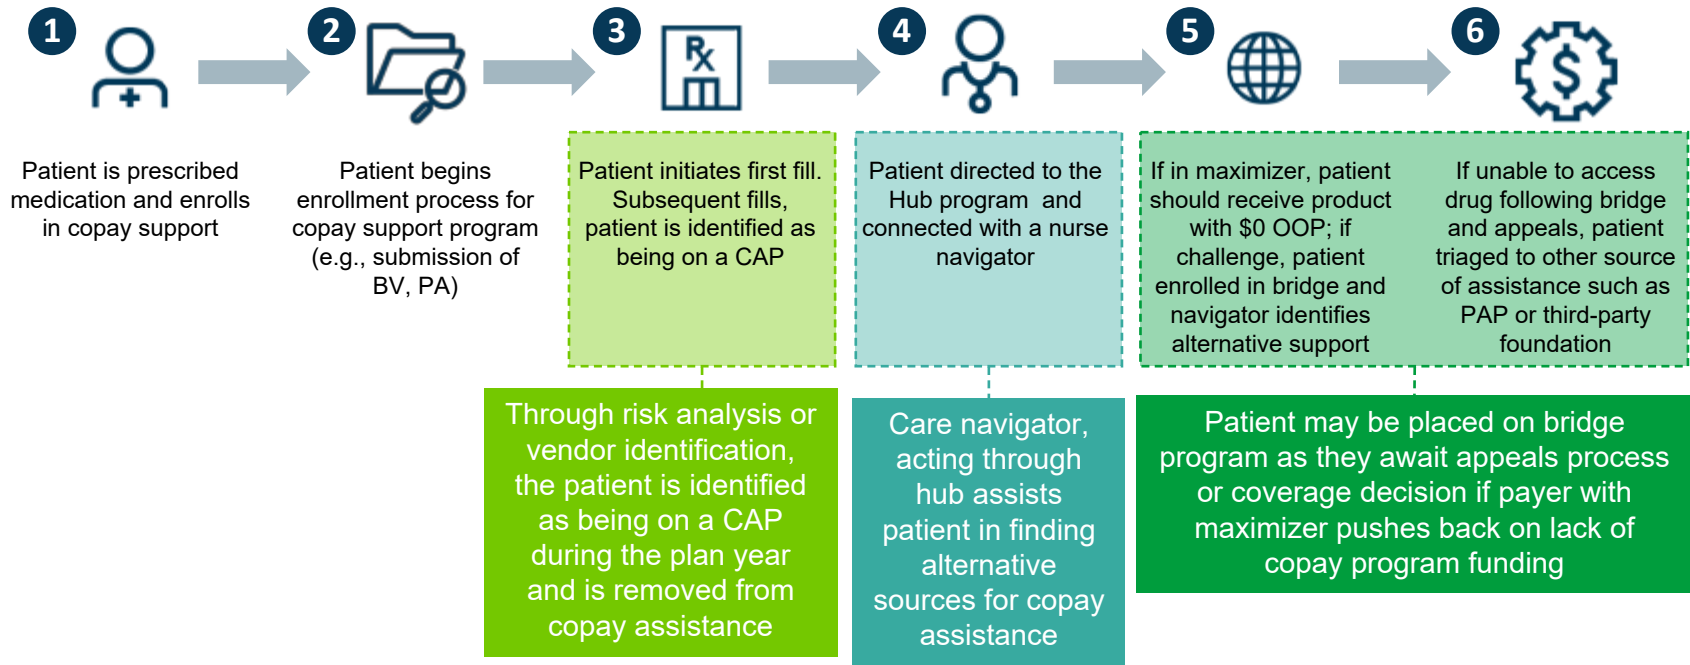 1
2
3
4
5
6
Rx
$
Patient is prescribed
medication and enrolls
in copay support
Patient begins
enrollment process for
copay support program
(e.g., submission of
BV, PA)
Patient initiates first fill.
Subsequent fills,
patient is identified as
being on a CAP
Patient directed to the
Hub program and
connected with a nurse
navigator
If in maximizer, patient
should receive product
with $0 OOP; if
challenge, patient
enrolled in bridge and
navigator identifies
alternative support
If unable to access
drug following bridge
and appeals, patient
triaged to other source
of assistance such as
PAP or third-party
foundation
Through risk analysis or
vendor identification,
the patient is identified
as being on a CAP
during the plan year
and is removed from
copay assistance
Care navigator,
acting through
hub assists
patient in finding
alternative
sources for copay
assistance
Patient may be placed on bridge
program as they await appeals process
or coverage decision if payer with
maximizer pushes back on lack of
copay program funding